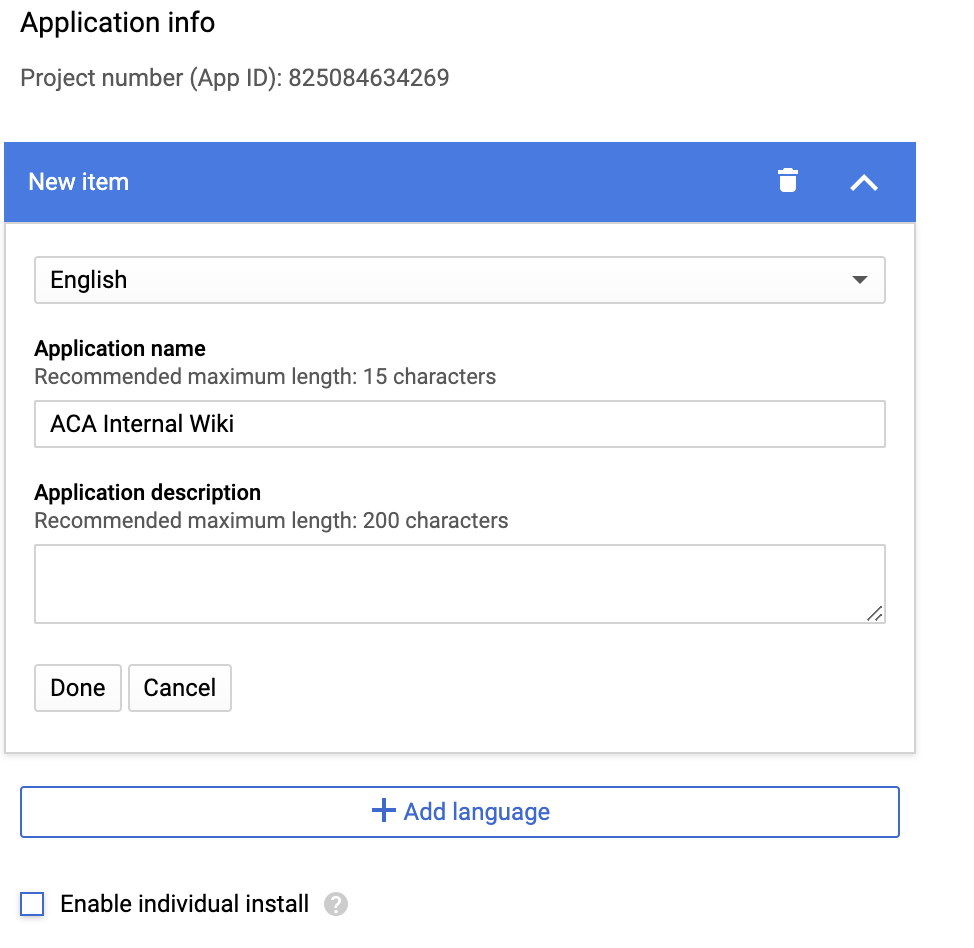 Application info
Project number (App ID): 825084634269
New item
English
Application name
Recommended maximum length: 15 characters
ACA Internal Wiki
Application description
Recommended maximum length: 200 characters
Done Cancel
Add language
Enable individual install ?